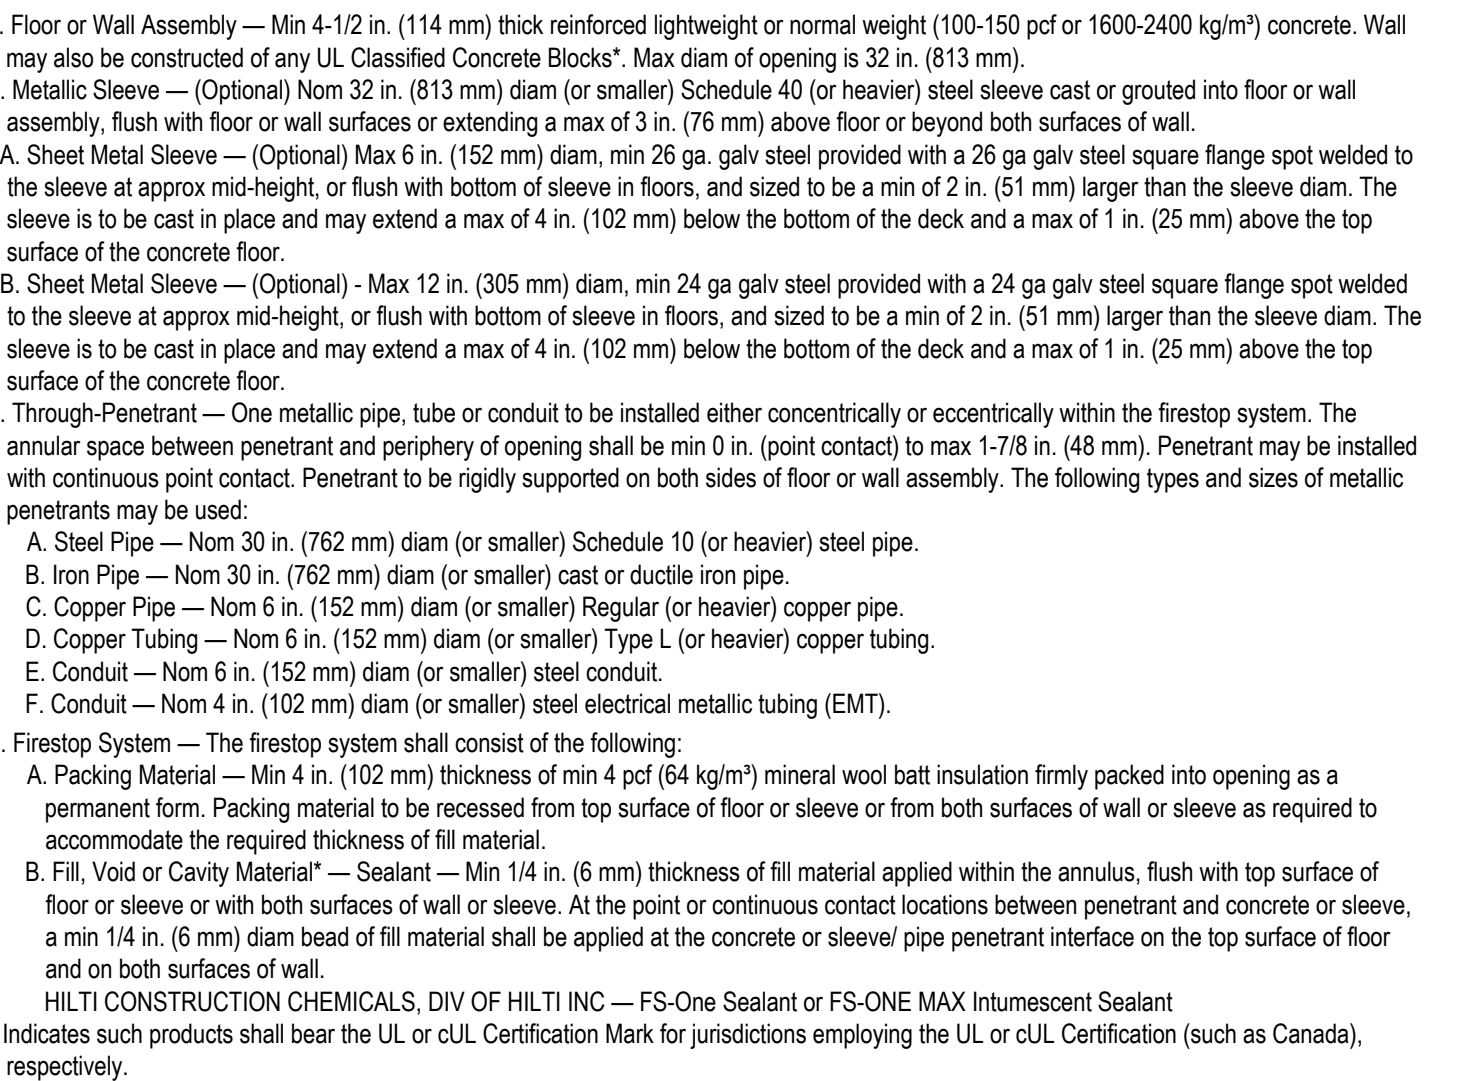 . Floor or Wall Assembly — Min 4-1/2 in. (114 mm) thick reinforced lightweight or normal weight (100-150 pcf or 1600-2400 kg/m³) concrete. Wall
may also be constructed of any UL Classified Concrete Blocks*. Max diam of opening is 32 in. (813 mm).
. Metallic Sleeve — (Optional) Nom 32 in. (813 mm) diam (or smaller) Schedule 40 (or heavier) steel sleeve cast or grouted into floor or wall
assembly, flush with floor or wall surfaces or extending a max of 3 in. (76 mm) above floor or beyond both surfaces of wall.
A. Sheet Metal Sleeve — (Optional) Max 6 in. (152 mm) diam, min 26 ga. galv steel provided with a 26 ga galv steel square flange spot welded to
the sleeve at approx mid-height, or flush with bottom of sleeve in floors, and sized to be a min of 2 in. (51 mm) larger than the sleeve diam. The
sleeve is to be cast in place and may extend a max of 4 in. (102 mm) below the bottom of the deck and a max of 1 in. (25 mm) above the top
surface of the concrete floor.
B. Sheet Metal Sleeve — (Optional) - Max 12 in. (305 mm) diam, min 24 ga galv steel provided with a 24 ga galv steel square flange spot welded
to the sleeve at approx mid-height, or flush with bottom of sleeve in floors, and sized to be a min of 2 in. (51 mm) larger than the sleeve diam. The
sleeve is to be cast in place and may extend a max of 4 in. (102 mm) below the bottom of the deck and a max of 1 in. (25 mm) above the top
surface of the concrete floor.
. Through-Penetrant — One metallic pipe, tube or conduit to be installed either concentrically or eccentrically within the firestop system. The
annular space between penetrant and periphery of opening shall be min 0 in. (point contact) to max 1-7/8 in. (48 mm). Penetrant may be installed
with continuous point contact. Penetrant to be rigidly supported on both sides of floor or wall assembly. The following types and sizes of metallic
penetrants may be used:
A. Steel Pipe — Nom 30 in. (762 mm) diam (or smaller) Schedule 10 (or heavier) steel pipe.
B. Iron Pipe — Nom 30 in. (762 mm) diam (or smaller) cast or ductile iron pipe.
C. Copper Pipe — Nom 6 in. (152 mm) diam (or smaller) Regular (or heavier) copper pipe.
D. Copper Tubing — Nom 6 in. (152 mm) diam (or smaller) Type L (or heavier) copper tubing.
E. Conduit — Nom 6 in. (152 mm) diam (or smaller) steel conduit.
F. Conduit — Nom 4 in. (102 mm) diam (or smaller) steel electrical metallic tubing (EMT).
. Firestop System — The firestop system shall consist of the following:
A. Packing Material — Min 4 in. (102 mm) thickness of min 4 pcf (64 kg/m³) mineral wool batt insulation firmly packed into opening as a
permanent form. Packing material to be recessed from top surface of floor or sleeve or from both surfaces of wall or sleeve as required to
accommodate the required thickness of fill material.
B. Fill, Void or Cavity Material* — Sealant — Min 1/4 in. (6 mm) thickness of fill material applied within the annulus, flush with top surface of
floor or sleeve or with both surfaces of wall or sleeve. At the point or continuous contact locations between penetrant and concrete or sleeve,
a min 1/4 in. (6 mm) diam bead of fill material shall be applied at the concrete or sleeve/ pipe penetrant interface on the top surface of floor
and on both surfaces of wall.
HILTI CONSTRUCTION CHEMICALS, DIV OF HILTI INC — FS-One Sealant or FS-ONE MAX Intumescent Sealant
Indicates such products shall bear the UL or cUL Certification Mark for jurisdictions employing the UL or cUL Certification (such as Canada),
respectively.